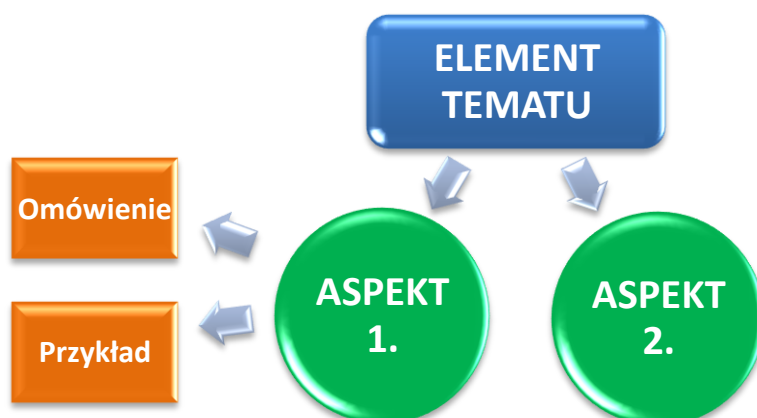 ELEMENT
TEMATU
Omówienie
ASPEKT
1.
ASPEKT
2.
Przykład